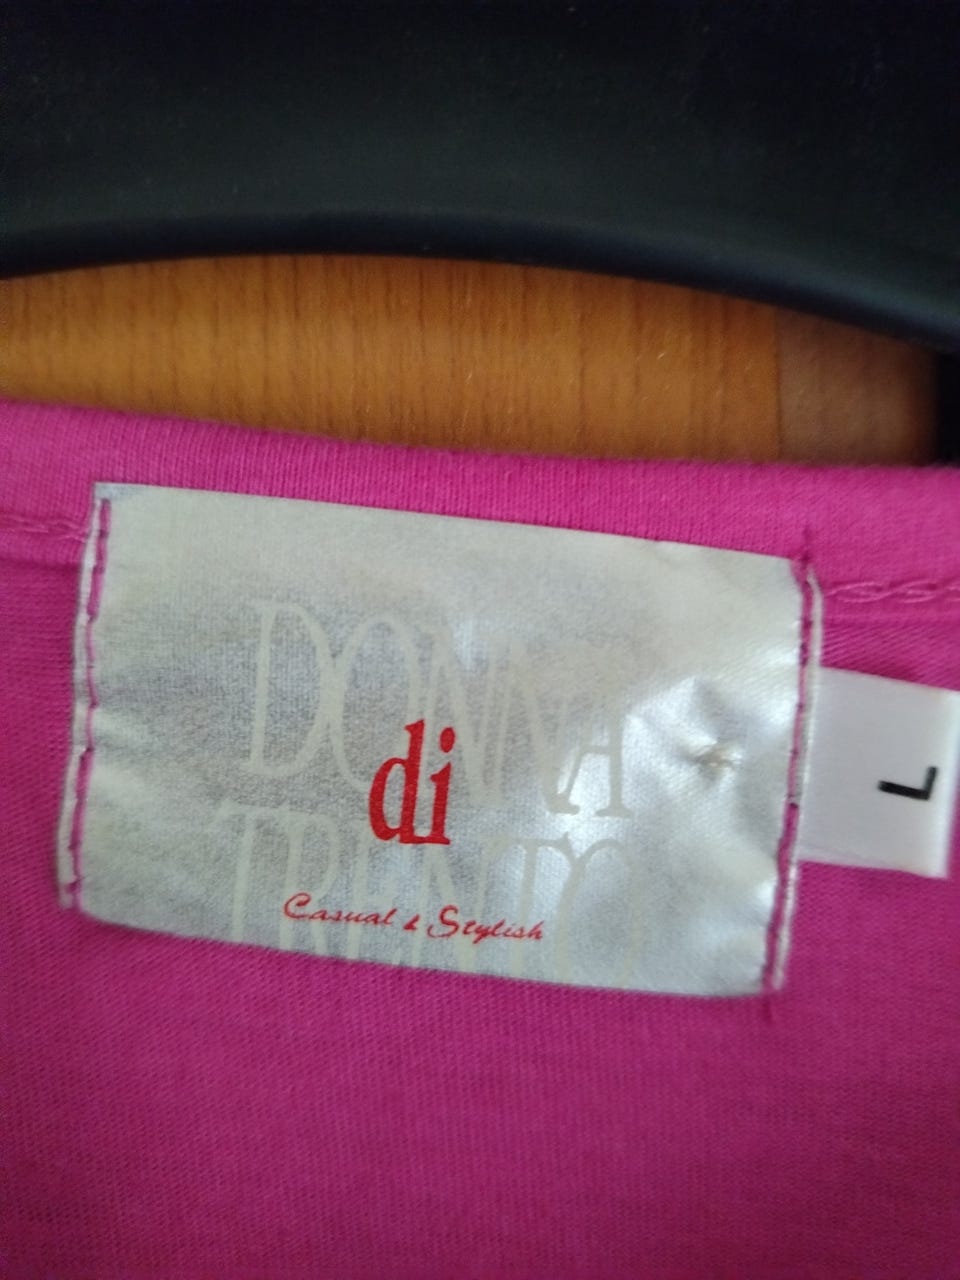 DONNA
di
TRENTO
Casual & Stylish
L